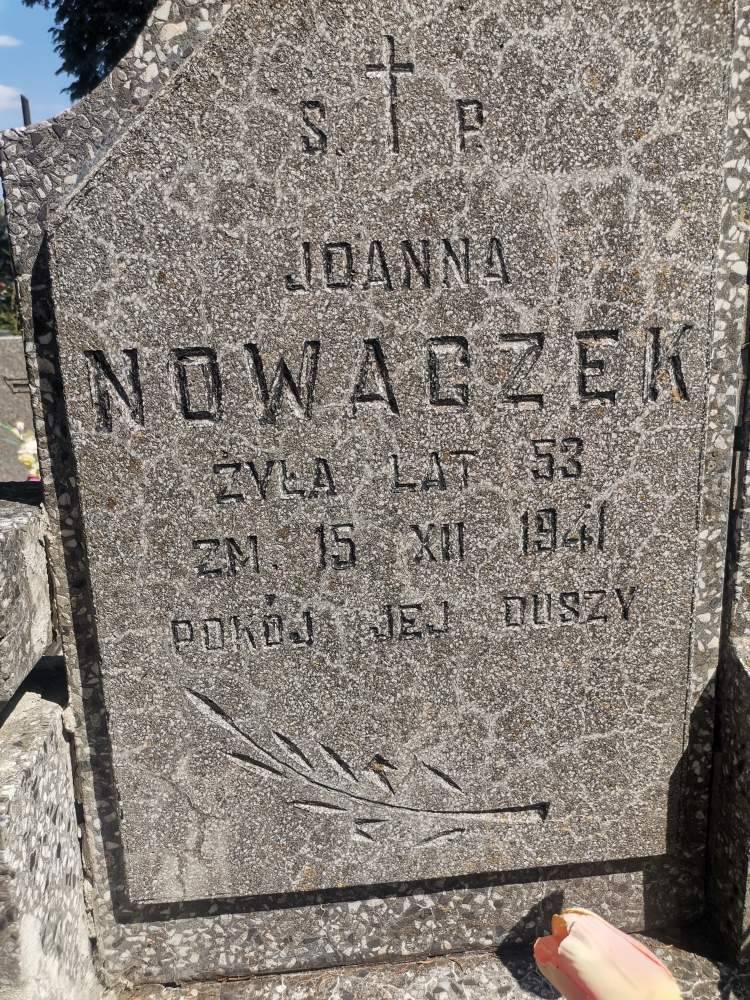 S. P.
JOANNA
NOWACZEK
ŻYŁA LAT 53
ZM. 15 XII 1941
POKÓJ JEJ DUSZY